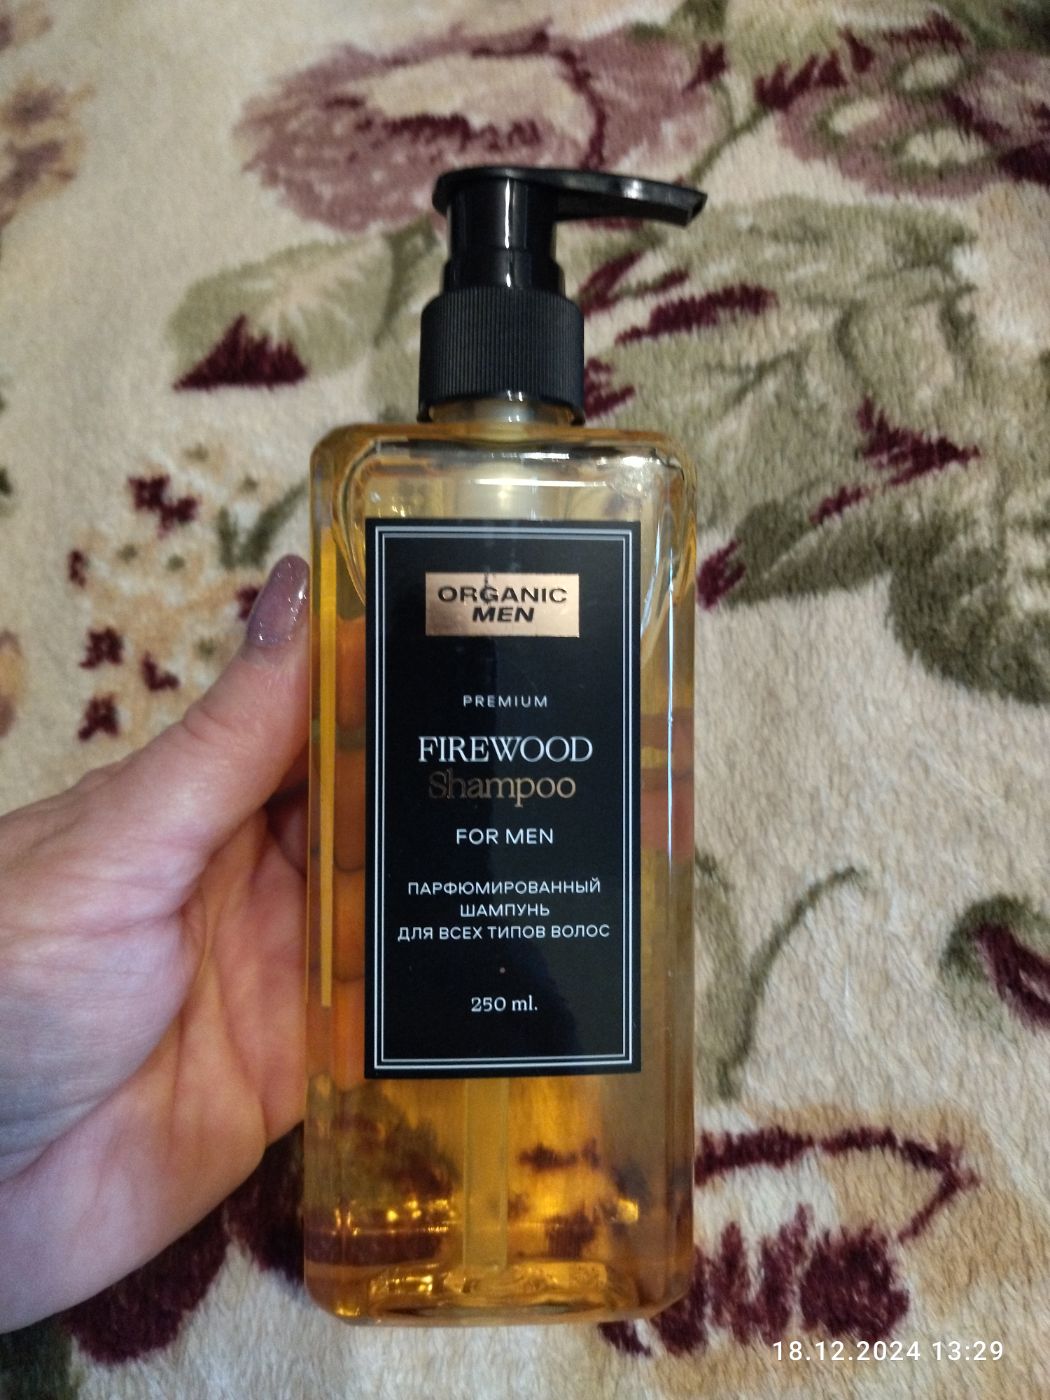 ORGANIC
MEN
PREMIUM
FIREWOOD
Shampoo
FOR MEN
ПАРФЮМИРОВАННЫЙ
ШАМПУНЬ
ДЛЯ ВСЕХ ТИПОВ ВОЛОС
250 ml.
18.12.2024 13:29